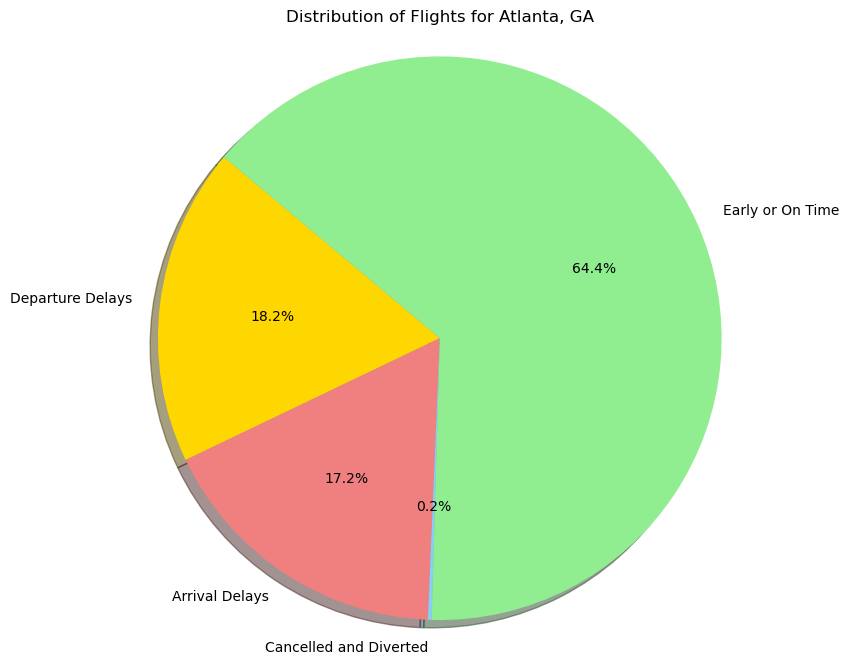 Distribution of Flights for Atlanta, GA
Early or On Time
64.4%
Departure Delays
18.2%
17.2%
0.2%
Arrival Delays
Cancelled and Diverted